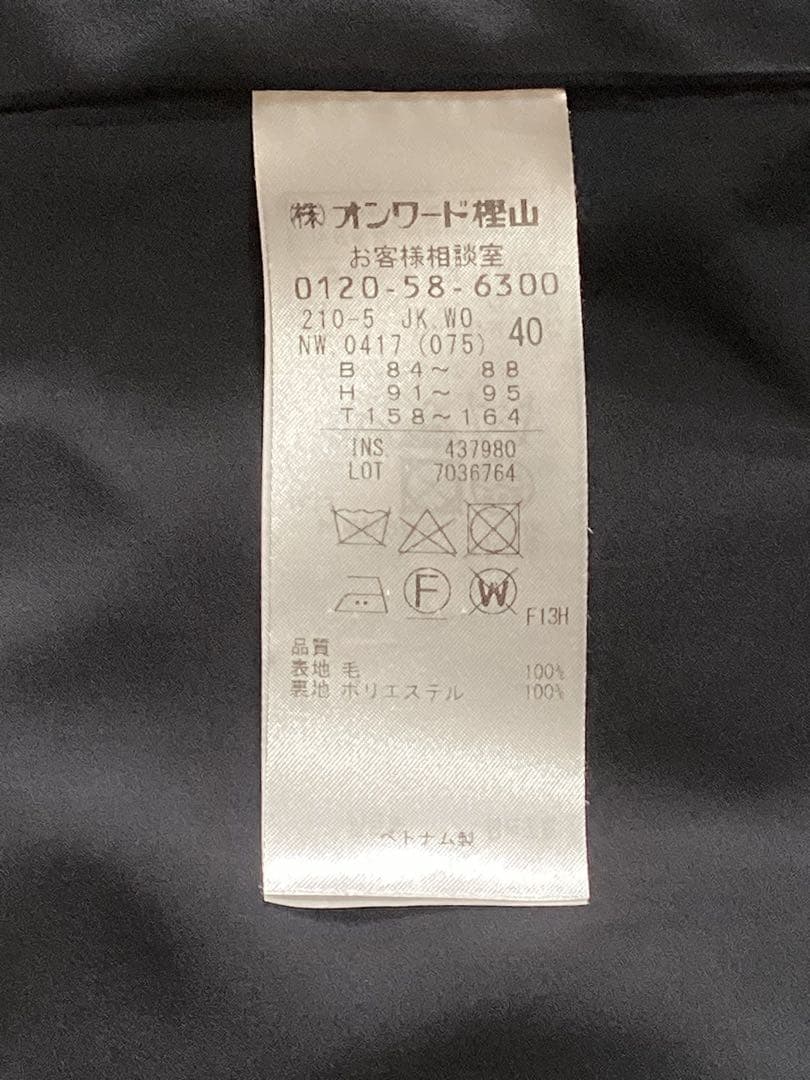 ㈱オンワード樫山
お客様相談室
0120-58-6300
210-5 JK.WO 40
NW.0417 (075)
B 84～ 88
H 91～ 95
T158～164
INS. 437980
LOT 7036764
F W
F13H
品質
表地 毛 100%
裏地 ポリエステル 100%
ベトナム製